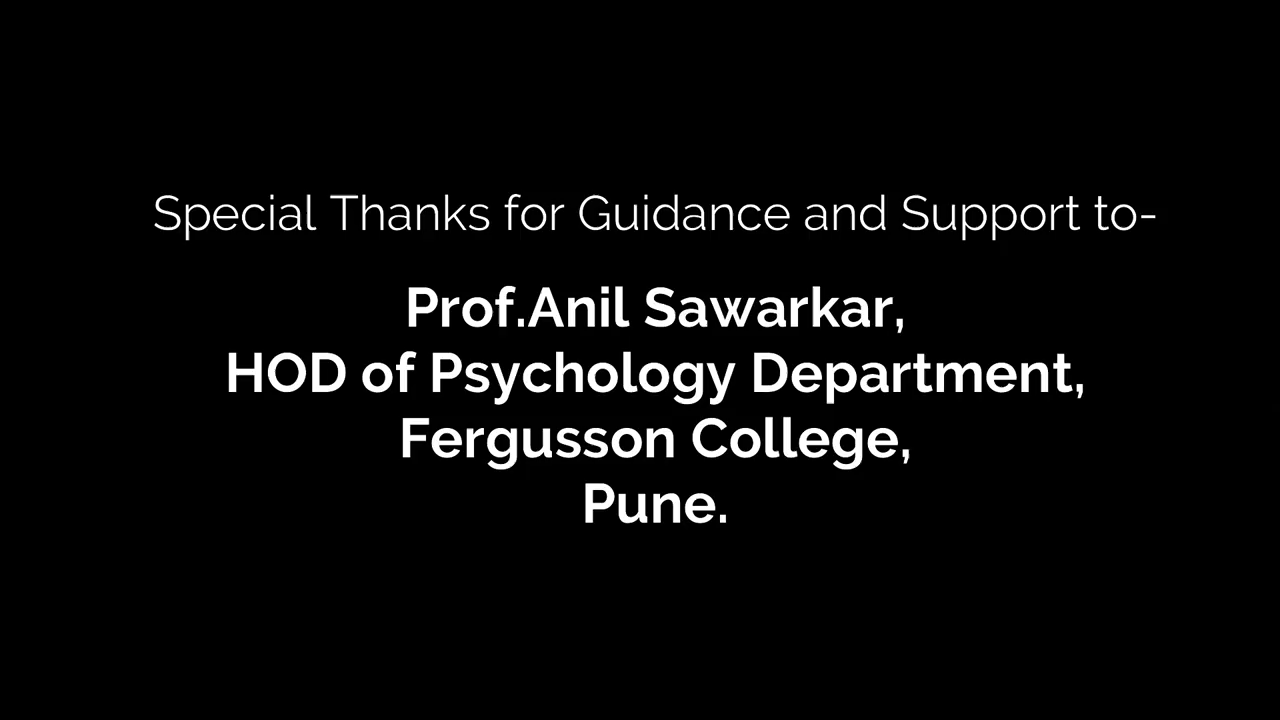 Special Thanks for Guidance and Support to-
Prof.Anil Sawarkar,
HOD of Psychology Department,
Fergusson College,
Pune.